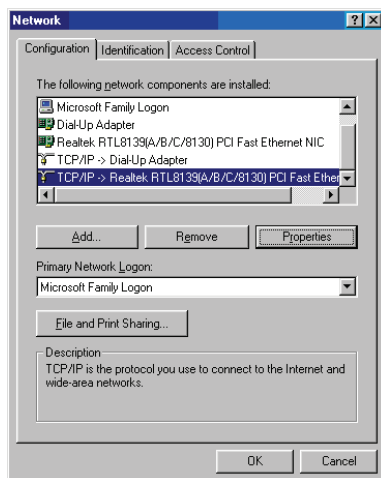 Network
Configuration Identification Access Control
The following network components are installed:
Microsoft Family Logon
Dial-Up Adapter
Realtek RTL8139(A/B/C/8130) PCI Fast Ethernet NIC
TCP/IP -> Dial-Up Adapter
TCP/IP -> Realtek RTL8139(A/B/C/8130) PCI Fast Ether
Add... Remove Properties
Primary Network Logon:
Microsoft Family Logon
File and Print Sharing...
Description
TCP/IP is the protocol you use to connect to the Internet and
wide-area networks.
OK Cancel